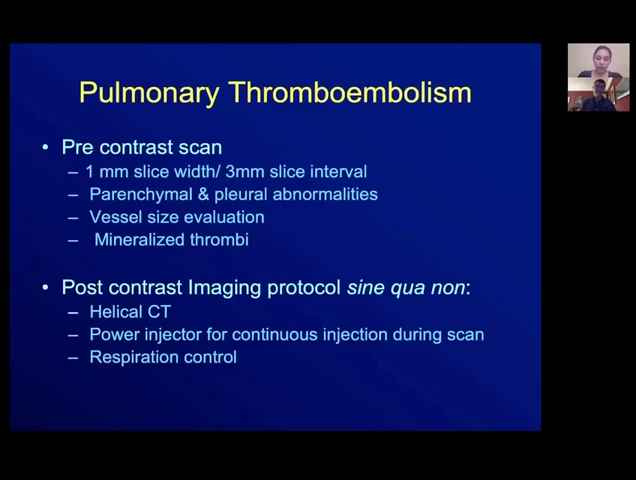 Pulmonary Thromboembolism
• Pre contrast scan
– 1 mm slice width/ 3mm slice interval
– Parenchymal & pleural abnormalities
– Vessel size evaluation
– Mineralized thrombi
• Post contrast Imaging protocol sine qua non:
– Helical CT
– Power injector for continuous injection during scan
– Respiration control